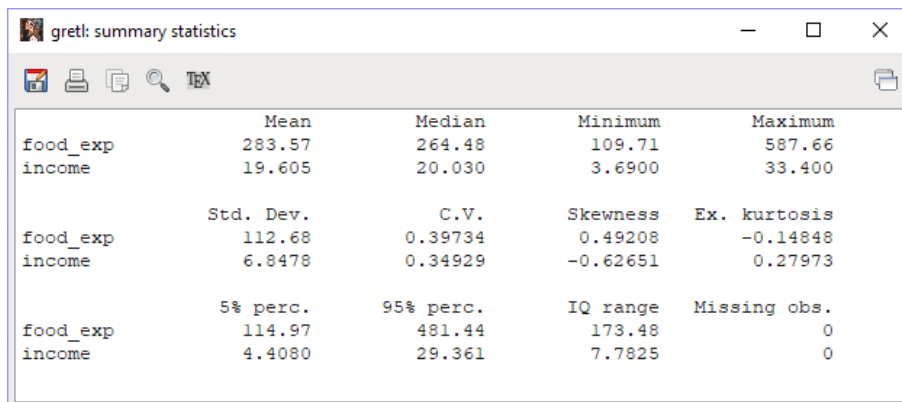 gretl: summary statistics
TEX
Mean Median Minimum Maximum
food_exp 283.57 264.48 109.71 587.66
income 19.605 20.030 3.6900 33.400
Std. Dev. C.V. Skewness Ex. kurtosis
food_exp 112.68 0.39734 0.49208 -0.14848
income 6.8478 0.34929 -0.62651 0.27973
5% perc. 95% perc. IQ range Missing obs.
food_exp 114.97 481.44 173.48 0
income 4.4080 29.361 7.7825 0